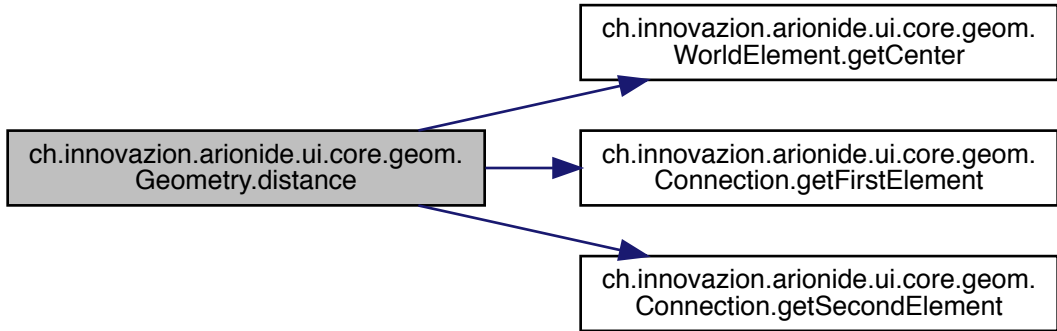 ch.innovazion.arionide.ui.core.geom.
Geometry.distance
ch.innovazion.arionide.ui.core.geom.
WorldElement.getCenter
ch.innovazion.arionide.ui.core.geom.
Connection.getFirstElement
ch.innovazion.arionide.ui.core.geom.
Connection.getSecondElement